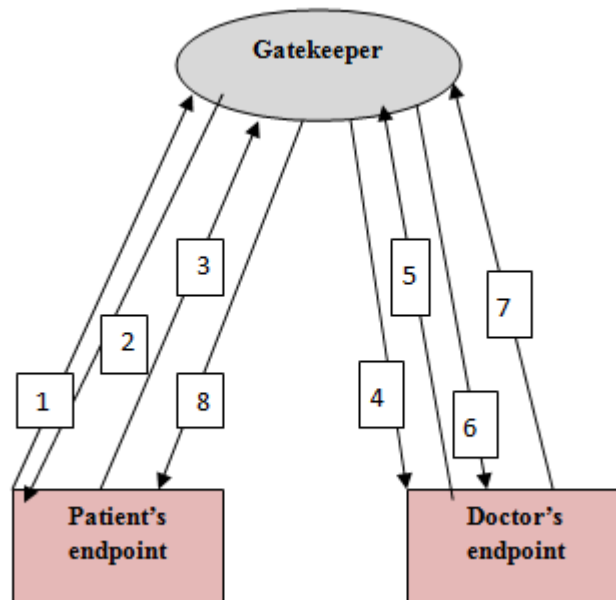 Gatekeeper
3
5
7
2
1
8
4
6
Patient’s
endpoint
Doctor’s
endpoint